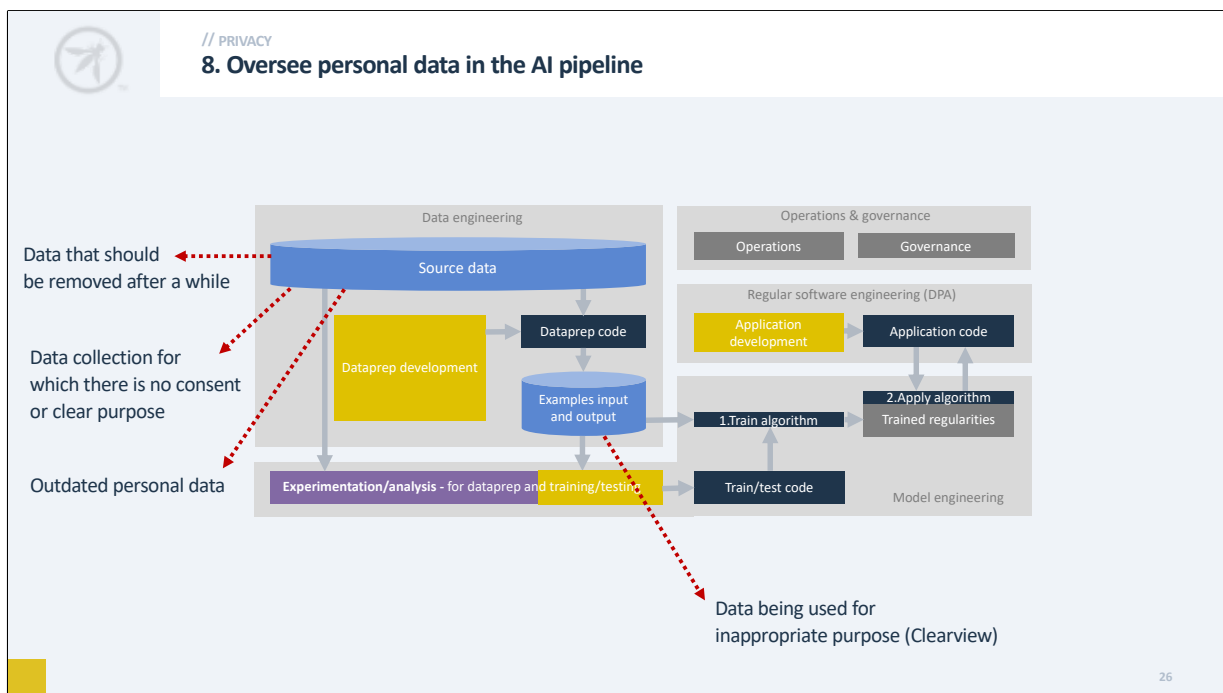 // PRIVACY
8. Oversee personal data in the AI pipeline
Data engineering
Source data
Data that should
be removed after a while
Dataprep code
Dataprep development
Data collection for
which there is no consent
or clear purpose
Examples input
and output
Outdated personal data
Experimentation/analysis - for dataprep and training/testing
Operations & governance
Operations
Governance
Regular software engineering (DPA)
Application
development
Application code
2.Apply algorithm
1.Train algorithm
Trained regularities
Train/test code
Model engineering
Data being used for
inappropriate purpose (Clearview)
26